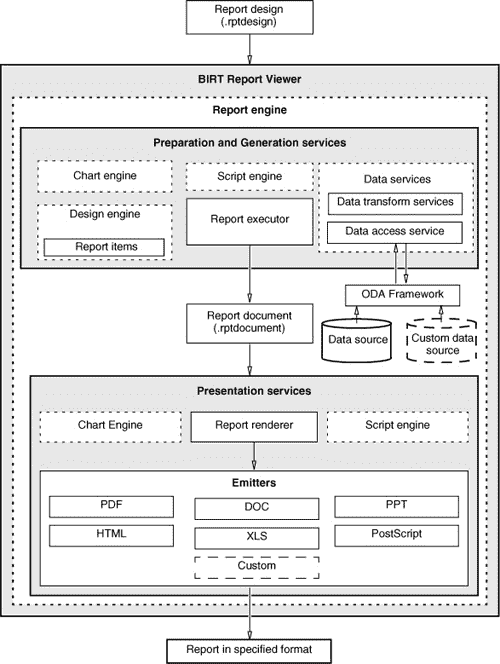 Report design
(.rptdesign)
BIRT Report Viewer
Report engine
Preparation and Generation services
Chart engine
Script engine
Data services
Design engine
Report items
Report executor
Data transform services
Data access service
ODA Framework
Report document
(.rptdocument)
Data source
Custom data
source
Presentation services
Chart Engine
Report renderer
Script engine
Emitters
PDF
DOC
PPT
HTML
XLS
PostScript
Custom
Report in specified format